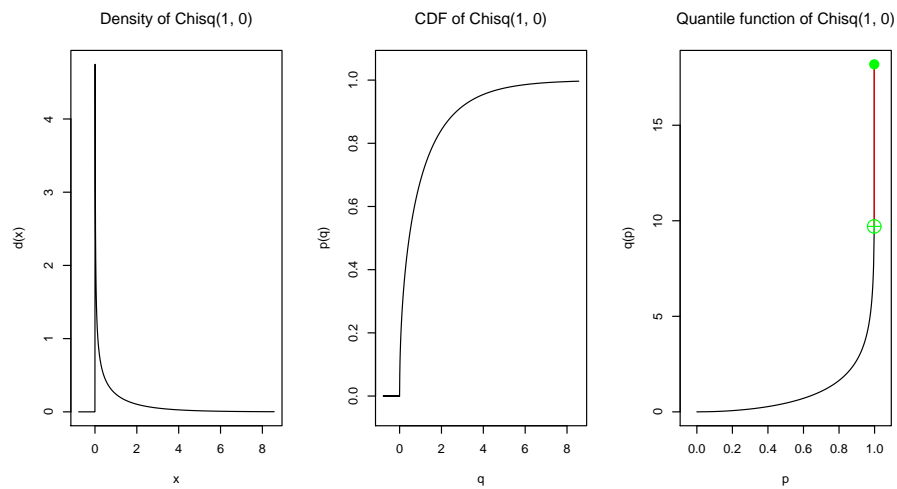 Density of Chisq(1, 0)
d(x)
4
3
2
1
0
0 2 4 6 8
x
CDF of Chisq(1, 0)
p(q)
1.0
0.8
0.6
0.4
0.2
0.0
0 2 4 6 8
q
Quantile function of Chisq(1, 0)
q(p)
15
10
5
0
0.0 0.2 0.4 0.6 0.8 1.0
p